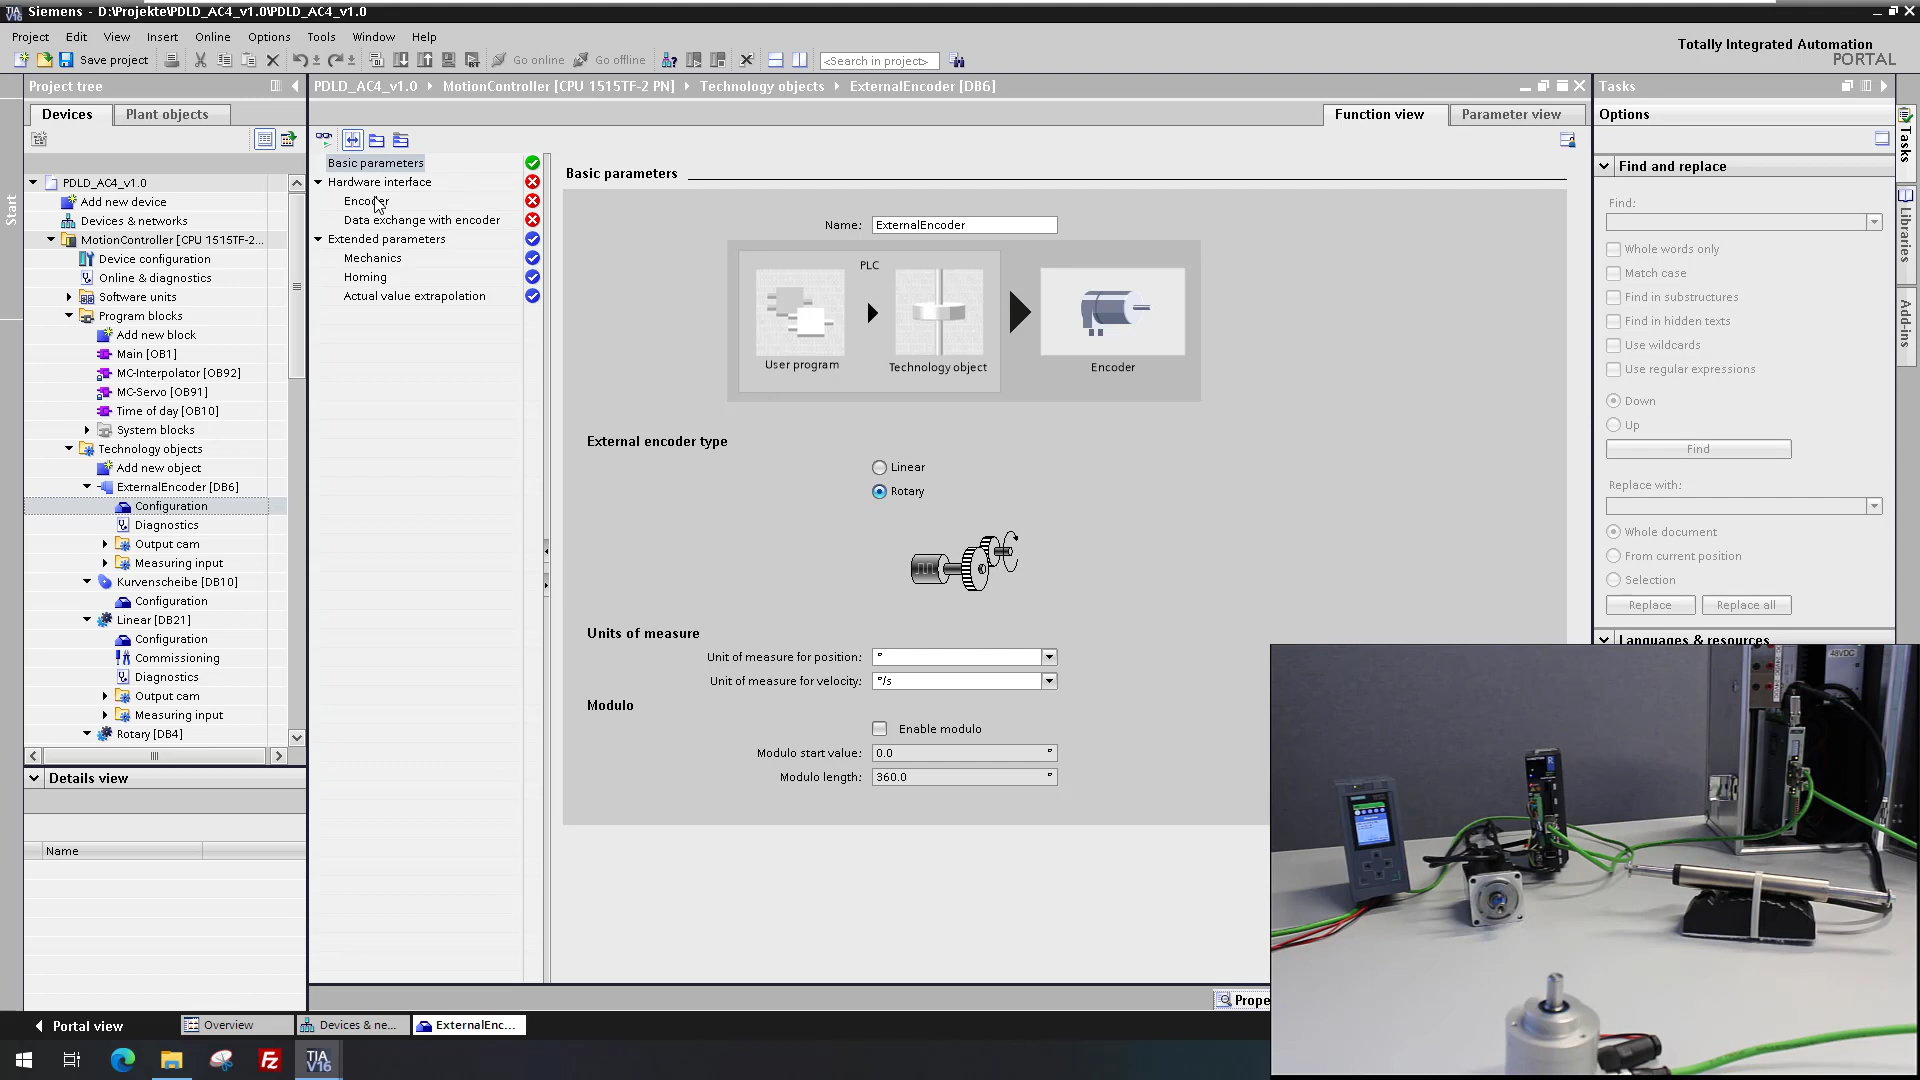 Siemens - D:\Projekte\PDLD_AC4_v1.0\PDLD_AC4_v1.0
TIA V16
Project Edit View Insert Online Options Tools Window Help
Totally Integrated Automation
PORTAL
Save project
Go online
Go offline
<Search in project>
Project tree
PDLD_AC4_v1.0
MotionController [CPU 1515TF-2 PN]
Technology objects
ExternalEncoder [DB6]
Tasks
Devices
Plant objects
Function view
Parameter view
Options
Start
PDLD_AC4_v1.0
Add new device
Devices & networks
MotionController [CPU 1515TF-2...
Device configuration
Online & diagnostics
Software units
Program blocks
Add new block
Main [OB1]
MC-Interpolator [OB92]
MC-Servo [OB91]
Time of day [OB10]
System blocks
Technology objects
Add new object
ExternalEncoder [DB6]
Configuration
Diagnostics
Output cam
Measuring input
Kurvenscheibe [DB10]
Configuration
Linear [DB21]
Configuration
Commissioning
Diagnostics
Output cam
Measuring input
Rotary [DB4]
Details view
Name
Basic parameters
Hardware interface
Encoder
Data exchange with encoder
Extended parameters
Mechanics
Homing
Actual value extrapolation
Basic parameters
Name: ExternalEncoder
PLC
User program
Technology object
Encoder
External encoder type
Linear
Rotary
Units of measure
Unit of measure for position: °
Unit of measure for velocity: °/s
Modulo
Enable modulo
Modulo start value: 0.0 °
Modulo length: 360.0 °
Find and replace
Find:
Whole words only
Match case
Find in substructures
Find in hidden texts
Use wildcards
Use regular expressions
Down
Up
Find
Replace with:
Whole document
From current position
Selection
Replace
Replace all
Languages & resources
Tasks
Libraries
Add-ins
48VDC
Prope
Portal view
Overview
Devices & ne...
ExternalEnc...
TIA
V16